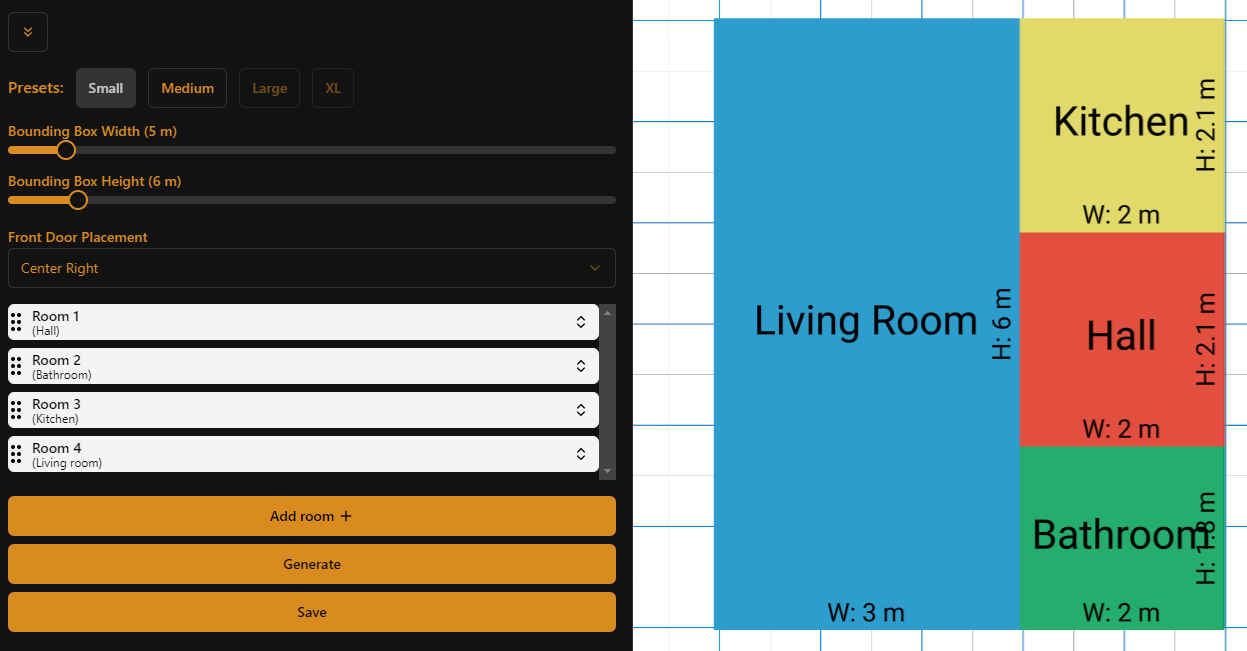 Presets: Small Medium Large XL
Bounding Box Width (5 m)
Bounding Box Height (6 m)
Front Door Placement
Center Right
Room 1
(Hall)
Room 2
(Bathroom)
Room 3
(Kitchen)
Room 4
(Living room)
Add room +
Generate
Save
Living Room
H: 6 m
W: 3 m
Kitchen
H: 2.1 m
W: 2 m
Hall
H: 2.1 m
W: 2 m
Bathroom
H: 1.8 m
W: 2 m